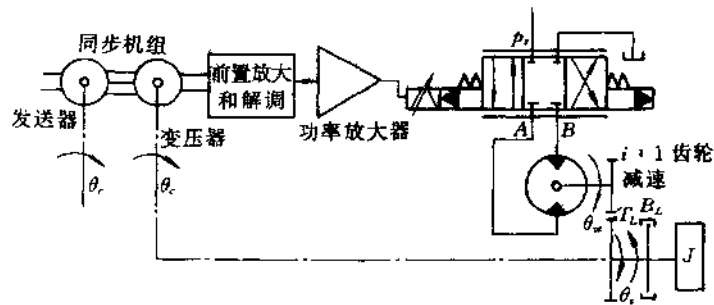 同步机组
发送器
变压器
前置放大
和解调
功率放大器
p_s
A
B
i：1 齿轮
减速
θ_r
θ_c
θ_m
T_L
B_L
J